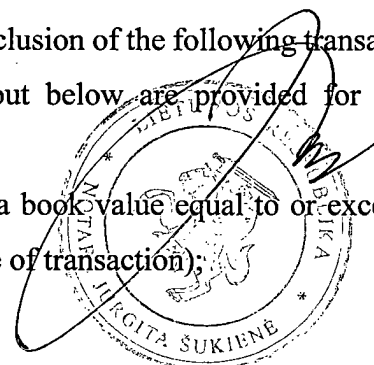 clusion of the following transa
out below are provided for
a book value equal to or exce
e of transaction);
LIETUVOS RESPUBLIKA
* NOTARĖ JURGITA ŠUKIENĖ *